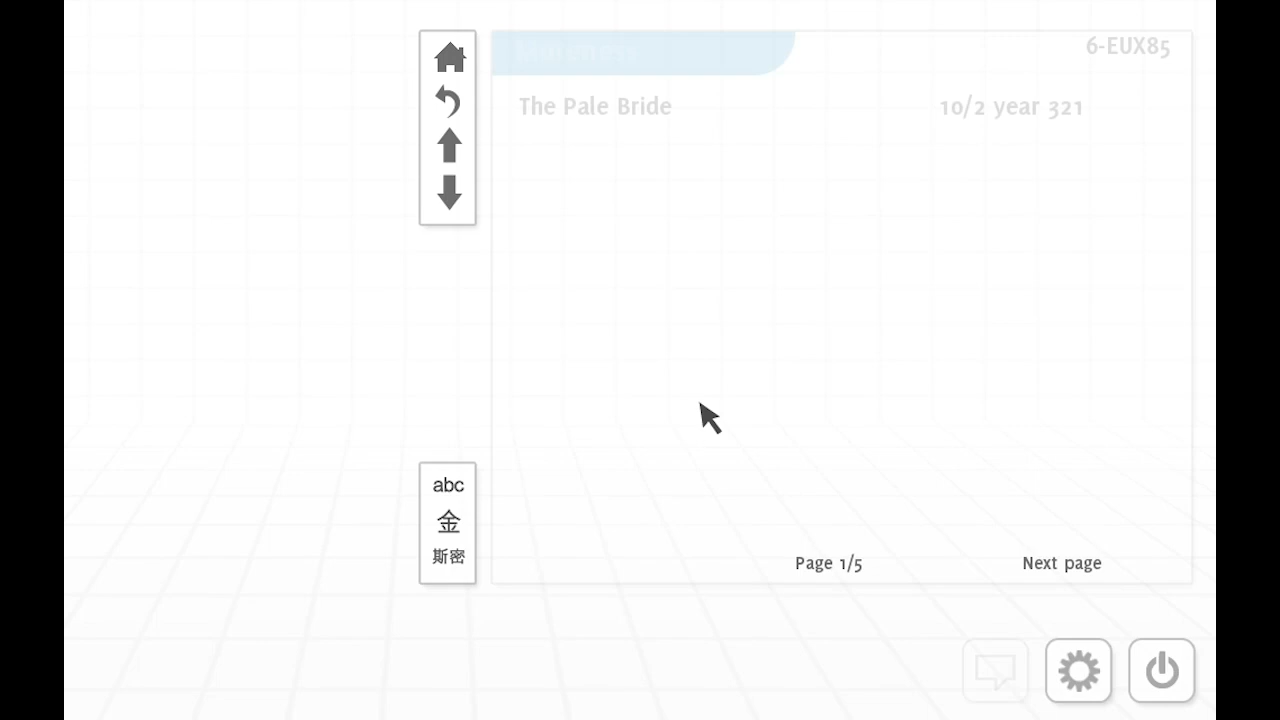 6-EUX85
The Pale Bride
10/2 year 321
abc
金
斯密
Page 1/5
Next page